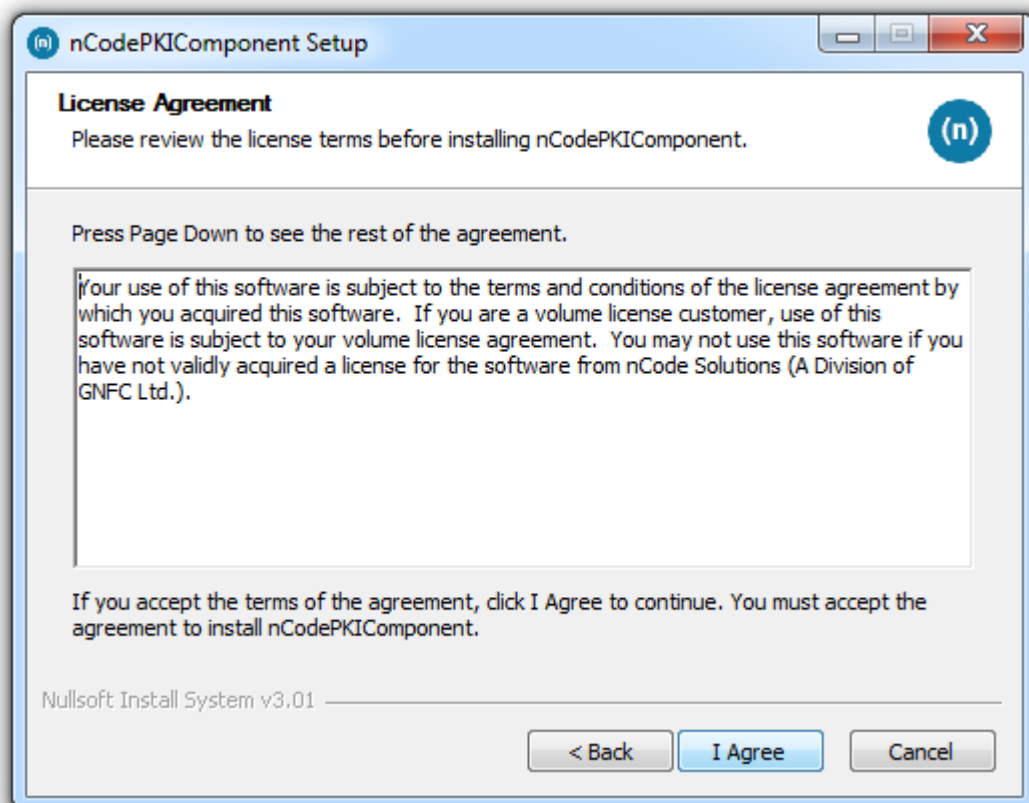 (n) nCodePKIComponent Setup
License Agreement
Please review the license terms before installing nCodePKIComponent.
(n)
Press Page Down to see the rest of the agreement.
Your use of this software is subject to the terms and conditions of the license agreement by
which you acquired this software.  If you are a volume license customer, use of this
software is subject to your volume license agreement.  You may not use this software if you
have not validly acquired a license for the software from nCode Solutions (A Division of
GNFC Ltd.).
If you accept the terms of the agreement, click I Agree to continue. You must accept the
agreement to install nCodePKIComponent.
Nullsoft Install System v3.01
< Back I Agree Cancel